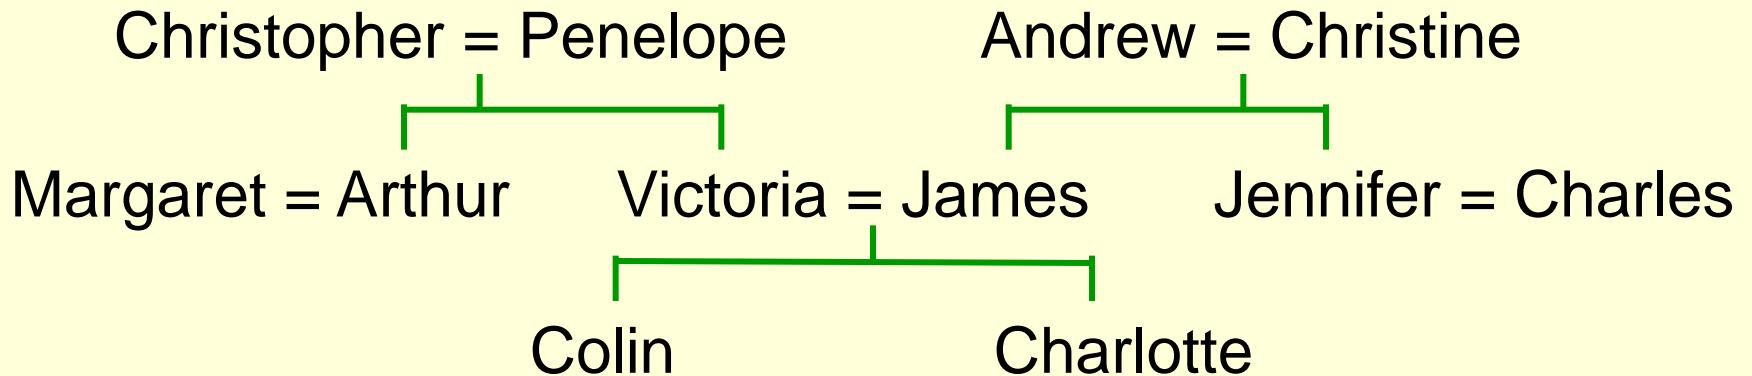 Christopher = Penelope Andrew = Christine
Margaret = Arthur Victoria = James Jennifer = Charles
Colin Charlotte